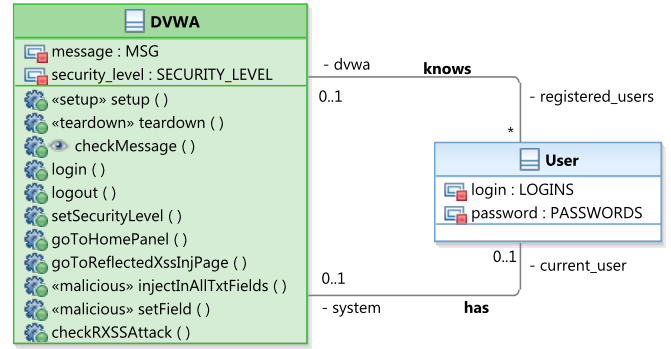 DVWA
message : MSG
security_level : SECURITY_LEVEL
«setup» setup ( )
«teardown» teardown ( )
checkMessage ( )
login ( )
logout ( )
setSecurityLevel ( )
goToHomePanel ( )
goToReflectedXssInjPage ( )
«malicious» injectInAllTxtFields ( )
«malicious» setField ( )
checkRXSSAttack ( )
- dvwa
knows
0..1
- registered_users
*
User
login : LOGINS
password : PASSWORDS
0..1
- current_user
0..1
- system
has